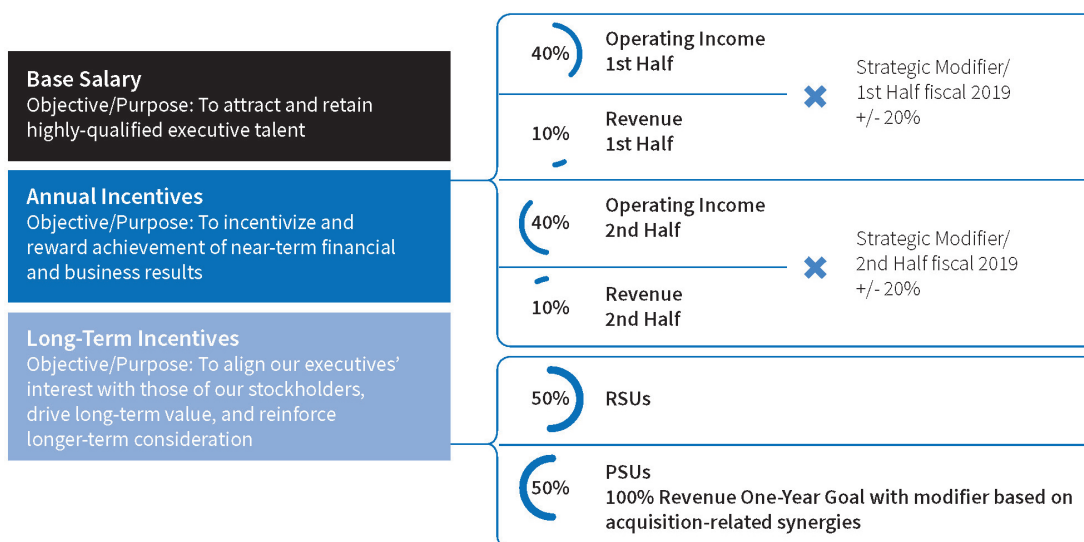 Base Salary
Objective/Purpose: To attract and retain
highly-qualified executive talent
Annual Incentives
Objective/Purpose: To incentivize and
reward achievement of near-term financial
and business results
Long-Term Incentives
Objective/Purpose: To align our executives’
interest with those of our stockholders,
drive long-term value, and reinforce
longer-term consideration
40%
Operating Income
1st Half
10%
Revenue
1st Half
Strategic Modifier/
1st Half fiscal 2019
+/- 20%
40%
Operating Income
2nd Half
10%
Revenue
2nd Half
Strategic Modifier/
2nd Half fiscal 2019
+/- 20%
50%
RSUs
50%
PSUs
100% Revenue One-Year Goal with modifier based on
acquisition-related synergies